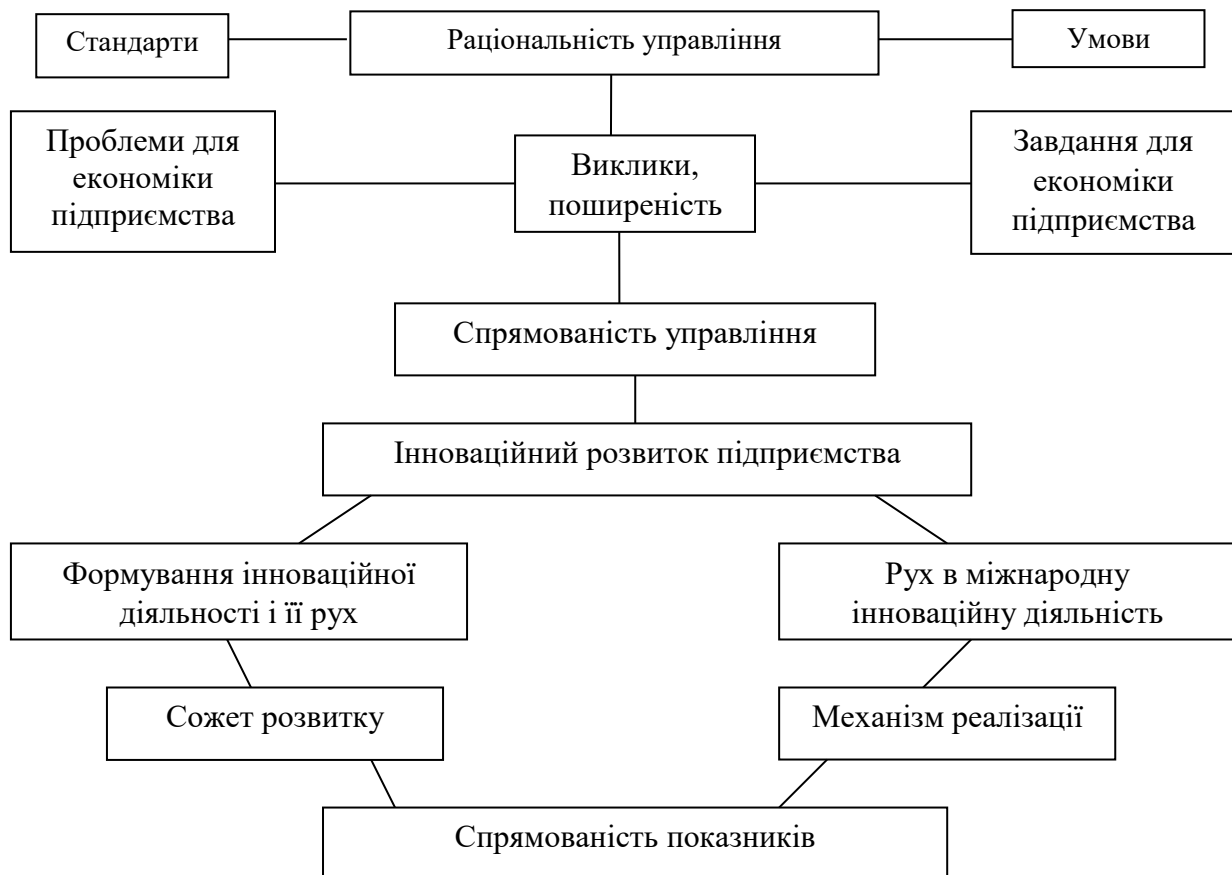 Стандарти
Раціональність управління
Умови
Проблеми для
економіки
підприємства
Виклики,
поширеність
Завдання для
економіки
підприємства
Спрямованість управління
Інноваційний розвиток підприємства
Формування інноваційної
діяльності і її рух
Рух в міжнародну
інноваційну діяльність
Сожет розвитку
Механізм реалізації
Спрямованість показників